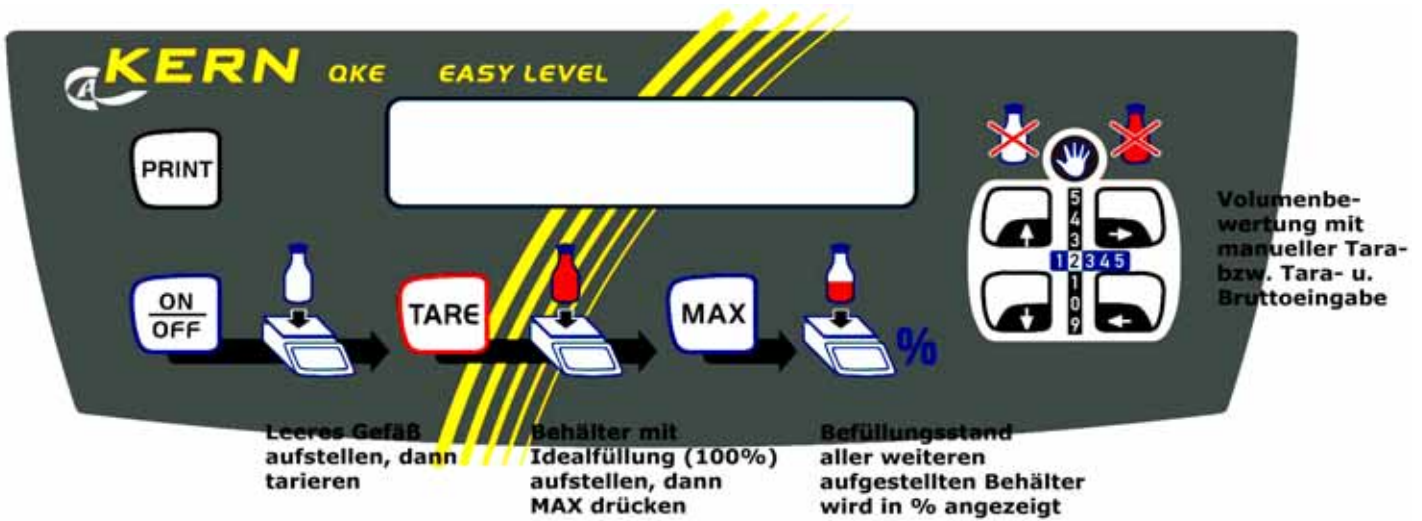 KERN QKE EASY LEVEL
PRINT
ON
OFF
TARE
MAX
%
5
4
3
1 2 3 4 5
1
0
9
Volumenbe-
wertung mit
manueller Tara-
bzw. Tara- u.
Bruttoeingabe
Leeres Gefäß
aufstellen, dann
tarieren
Behälter mit
Idealfüllung (100%)
aufstellen, dann
MAX drücken
Befüllungsstand
aller weiteren
aufgestellten Behälter
wird in % angezeigt